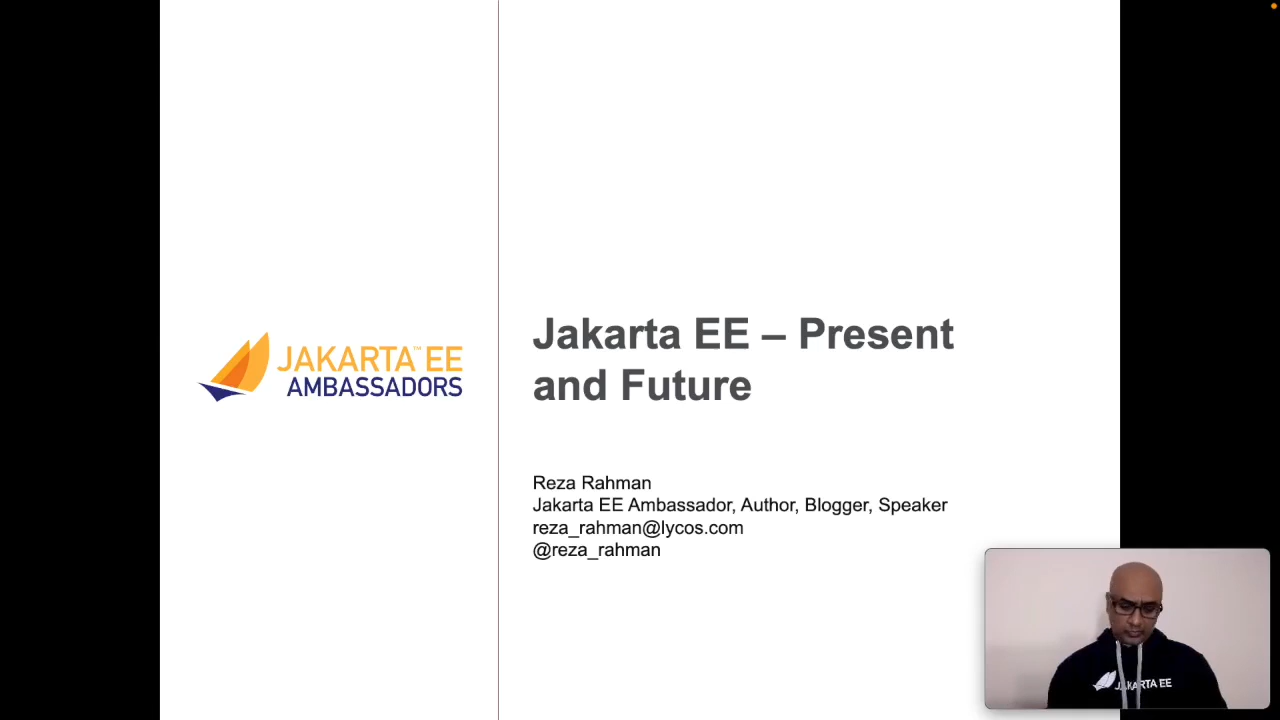 JAKARTA™ EE
AMBASSADORS
Jakarta EE – Present
and Future
Reza Rahman
Jakarta EE Ambassador, Author, Blogger, Speaker
reza_rahman@lycos.com
@reza_rahman
JAKARTA EE